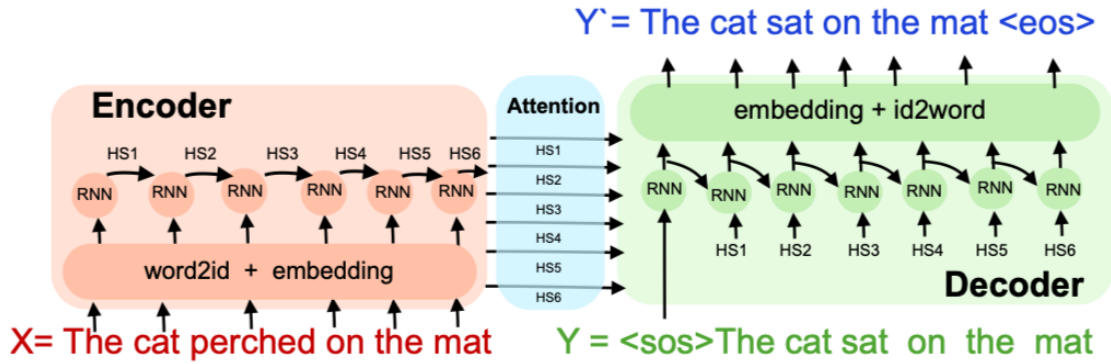 Y`= The cat sat on the mat <eos>
Encoder
Attention
embedding + id2word
HS1 HS2 HS3 HS4 HS5 HS6
RNN RNN RNN RNN RNN RNN
HS1
HS2
HS3
HS4
HS5
HS6
RNN RNN RNN RNN RNN RNN RNN
HS1 HS2 HS3 HS4 HS5 HS6
word2id + embedding
Decoder
X= The cat perched on the mat
Y = <sos>The cat sat on the mat